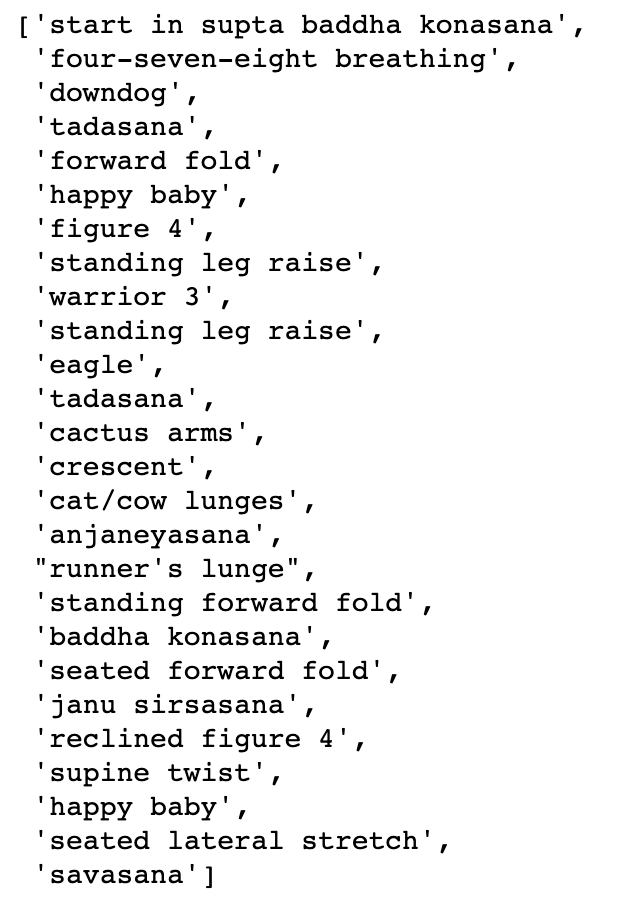 ['start in supta baddha konasana',
'four-seven-eight breathing',
'downdog',
'tadasana',
'forward fold',
'happy baby',
'figure 4',
'standing leg raise',
'warrior 3',
'standing leg raise',
'eagle',
'tadasana',
'cactus arms',
'crescent',
'cat/cow lunges',
'anjaneyasana',
"runner's lunge",
'standing forward fold',
'baddha konasana',
'seated forward fold',
'janu sirsasana',
'reclined figure 4',
'supine twist',
'happy baby',
'seated lateral stretch',
'savasana']